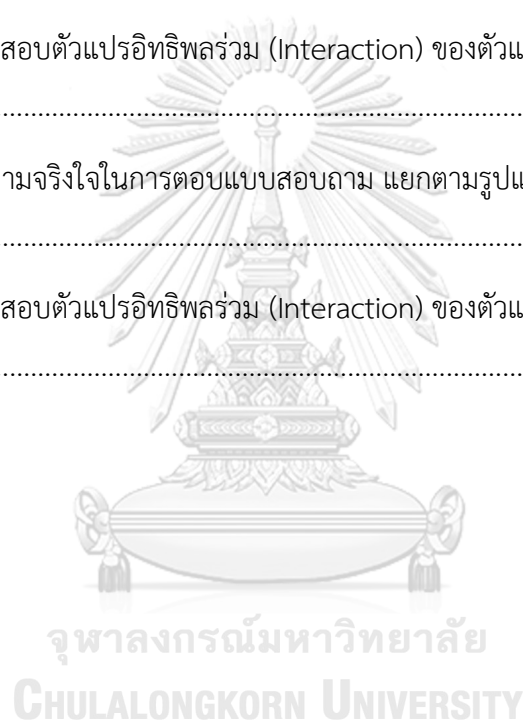 สอบตัวแปรอิทธิพลร่วม (Interaction) ของตัวแ
................................................................................
ามจริงใจในการตอบแบบสอบถาม แยกตามรูปแ
................................................................................
สอบตัวแปรอิทธิพลร่วม (Interaction) ของตัวแ
................................................................................
จุฬาลงกรณ์มหาวิทยาลัย
CHULALONGKORN UNIVERSITY